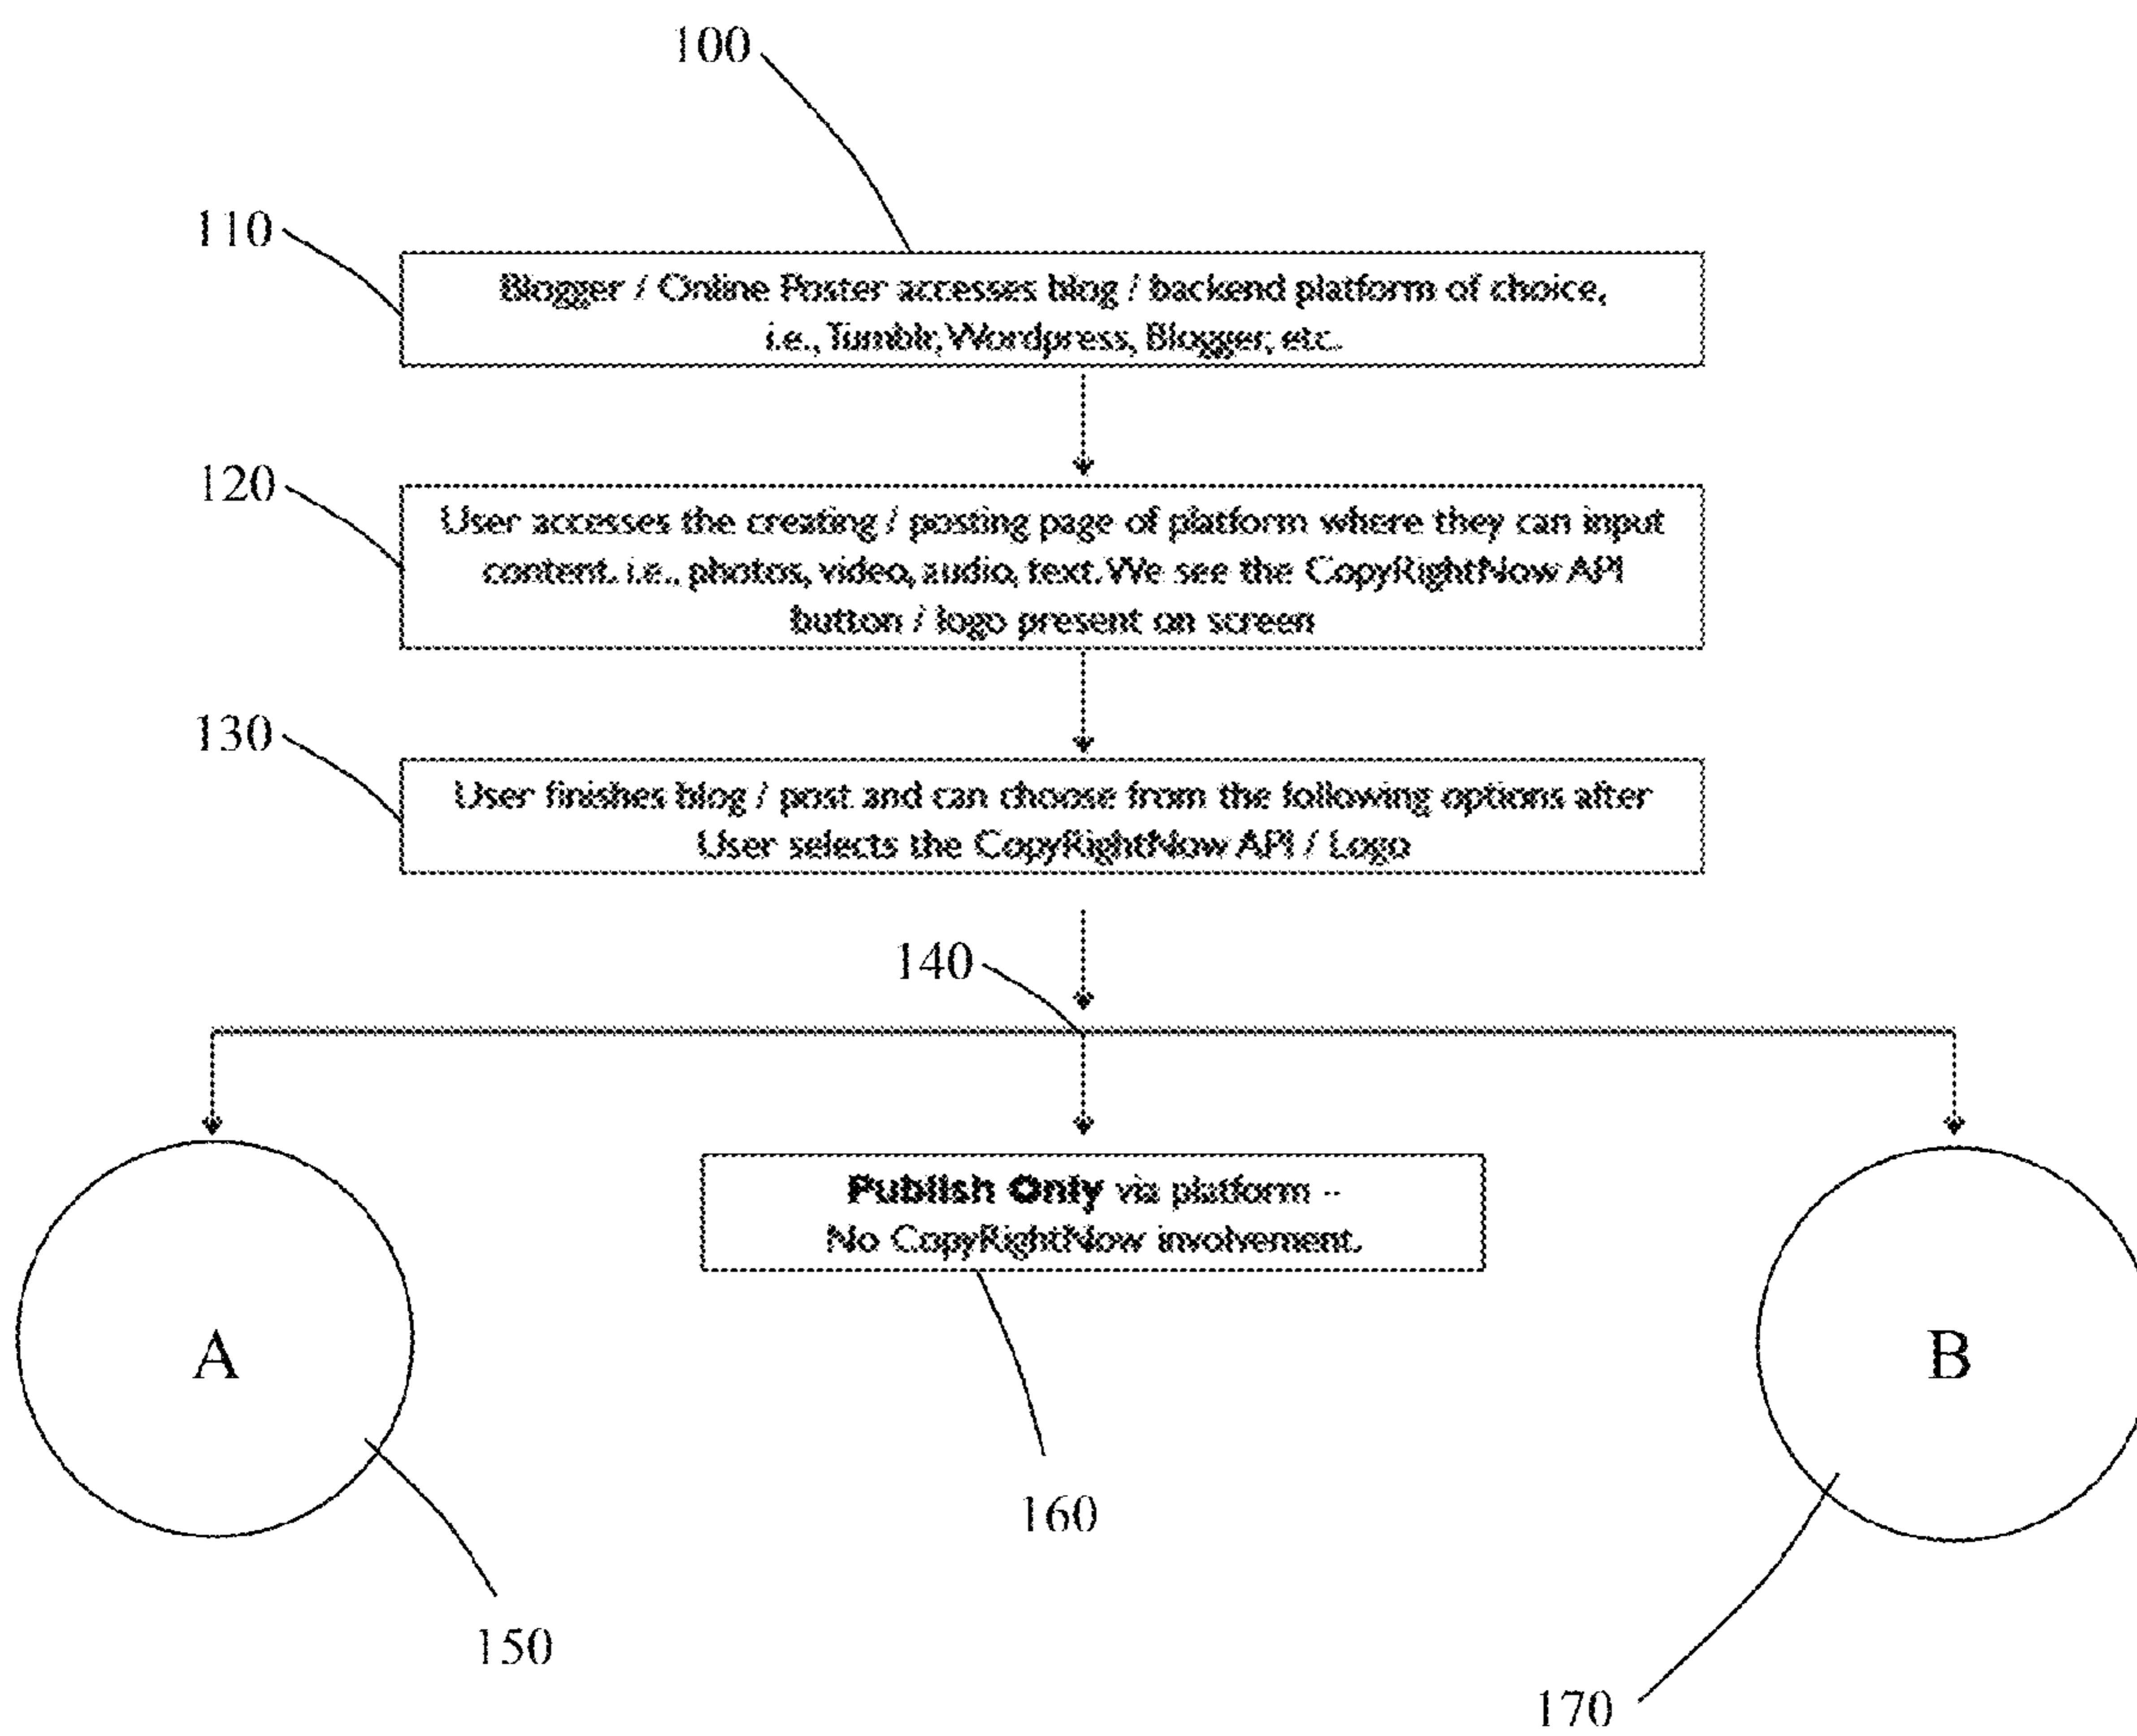 100
110
Blogger / Online Poster accesses blog / backend platform of choice,
i.e., Tumblr, Wordpress, Blogger, etc.
120
User accesses the creating / posting page of platform where they can input
content. i.e., photos, video, audio, text. We see the CopyRightNow API
button / logo present on screen
130
User finishes blog / post and can choose from the following options after
User selects the CopyRightNow API / Logo
140
Publish Only via platform --
No CopyRightNow involvement.
A
B
160
150
170